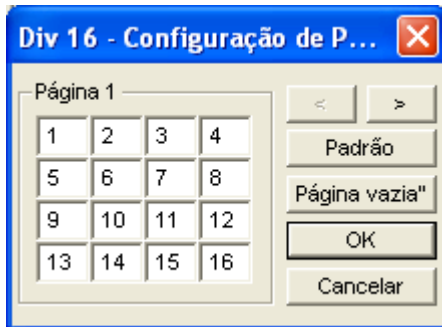 Div 16 - Configuração de P...
Página 1
1 2 3 4
5 6 7 8
9 10 11 12
13 14 15 16
< >
Padrão
Página vazia"
OK
Cancelar